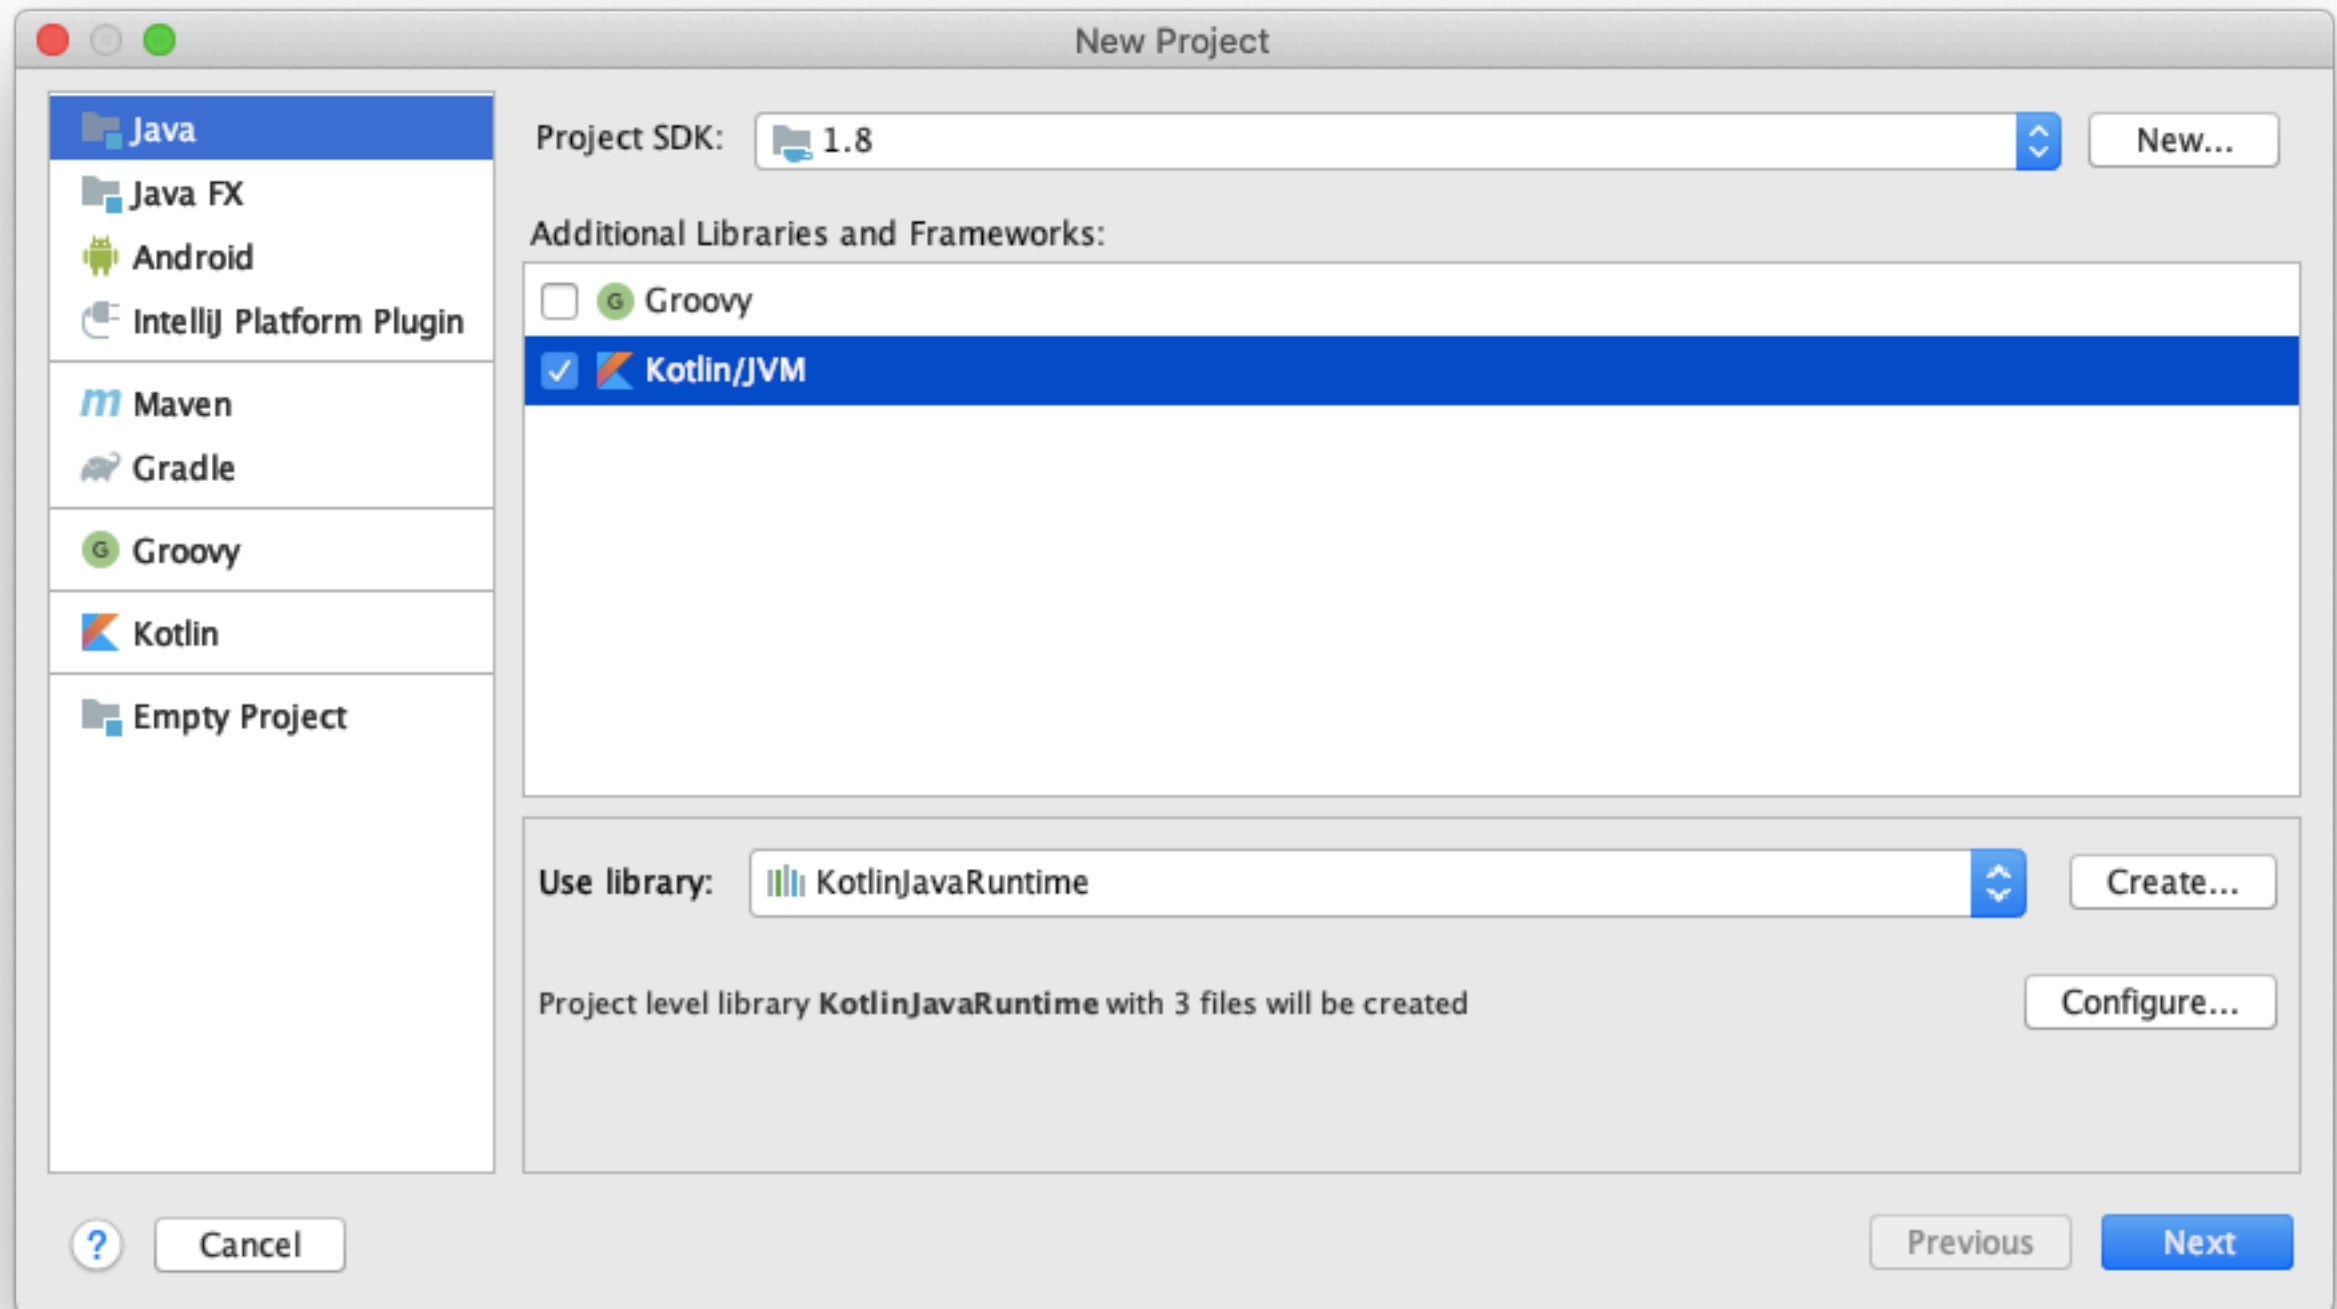 New Project
Java
Java FX
Android
IntelliJ Platform Plugin
Maven
Gradle
Groovy
Kotlin
Empty Project
Project SDK: 1.8 New...
Additional Libraries and Frameworks:
Groovy
Kotlin/JVM
Use library: KotlinJavaRuntime Create...
Project level library KotlinJavaRuntime with 3 files will be created Configure...
? Cancel Previous Next